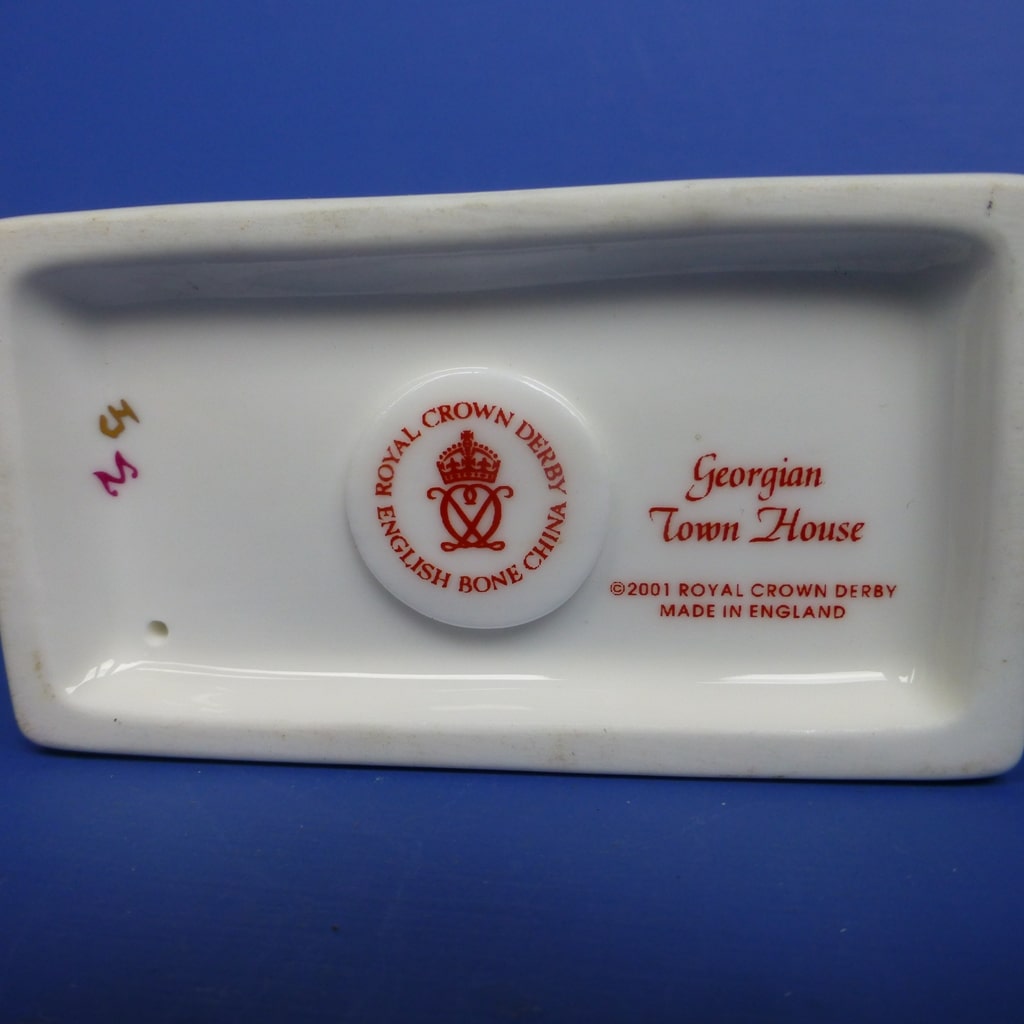 ROYAL CROWN DERBY
ENGLISH BONE CHINA
Georgian
Town House
©2001 ROYAL CROWN DERBY
MADE IN ENGLAND